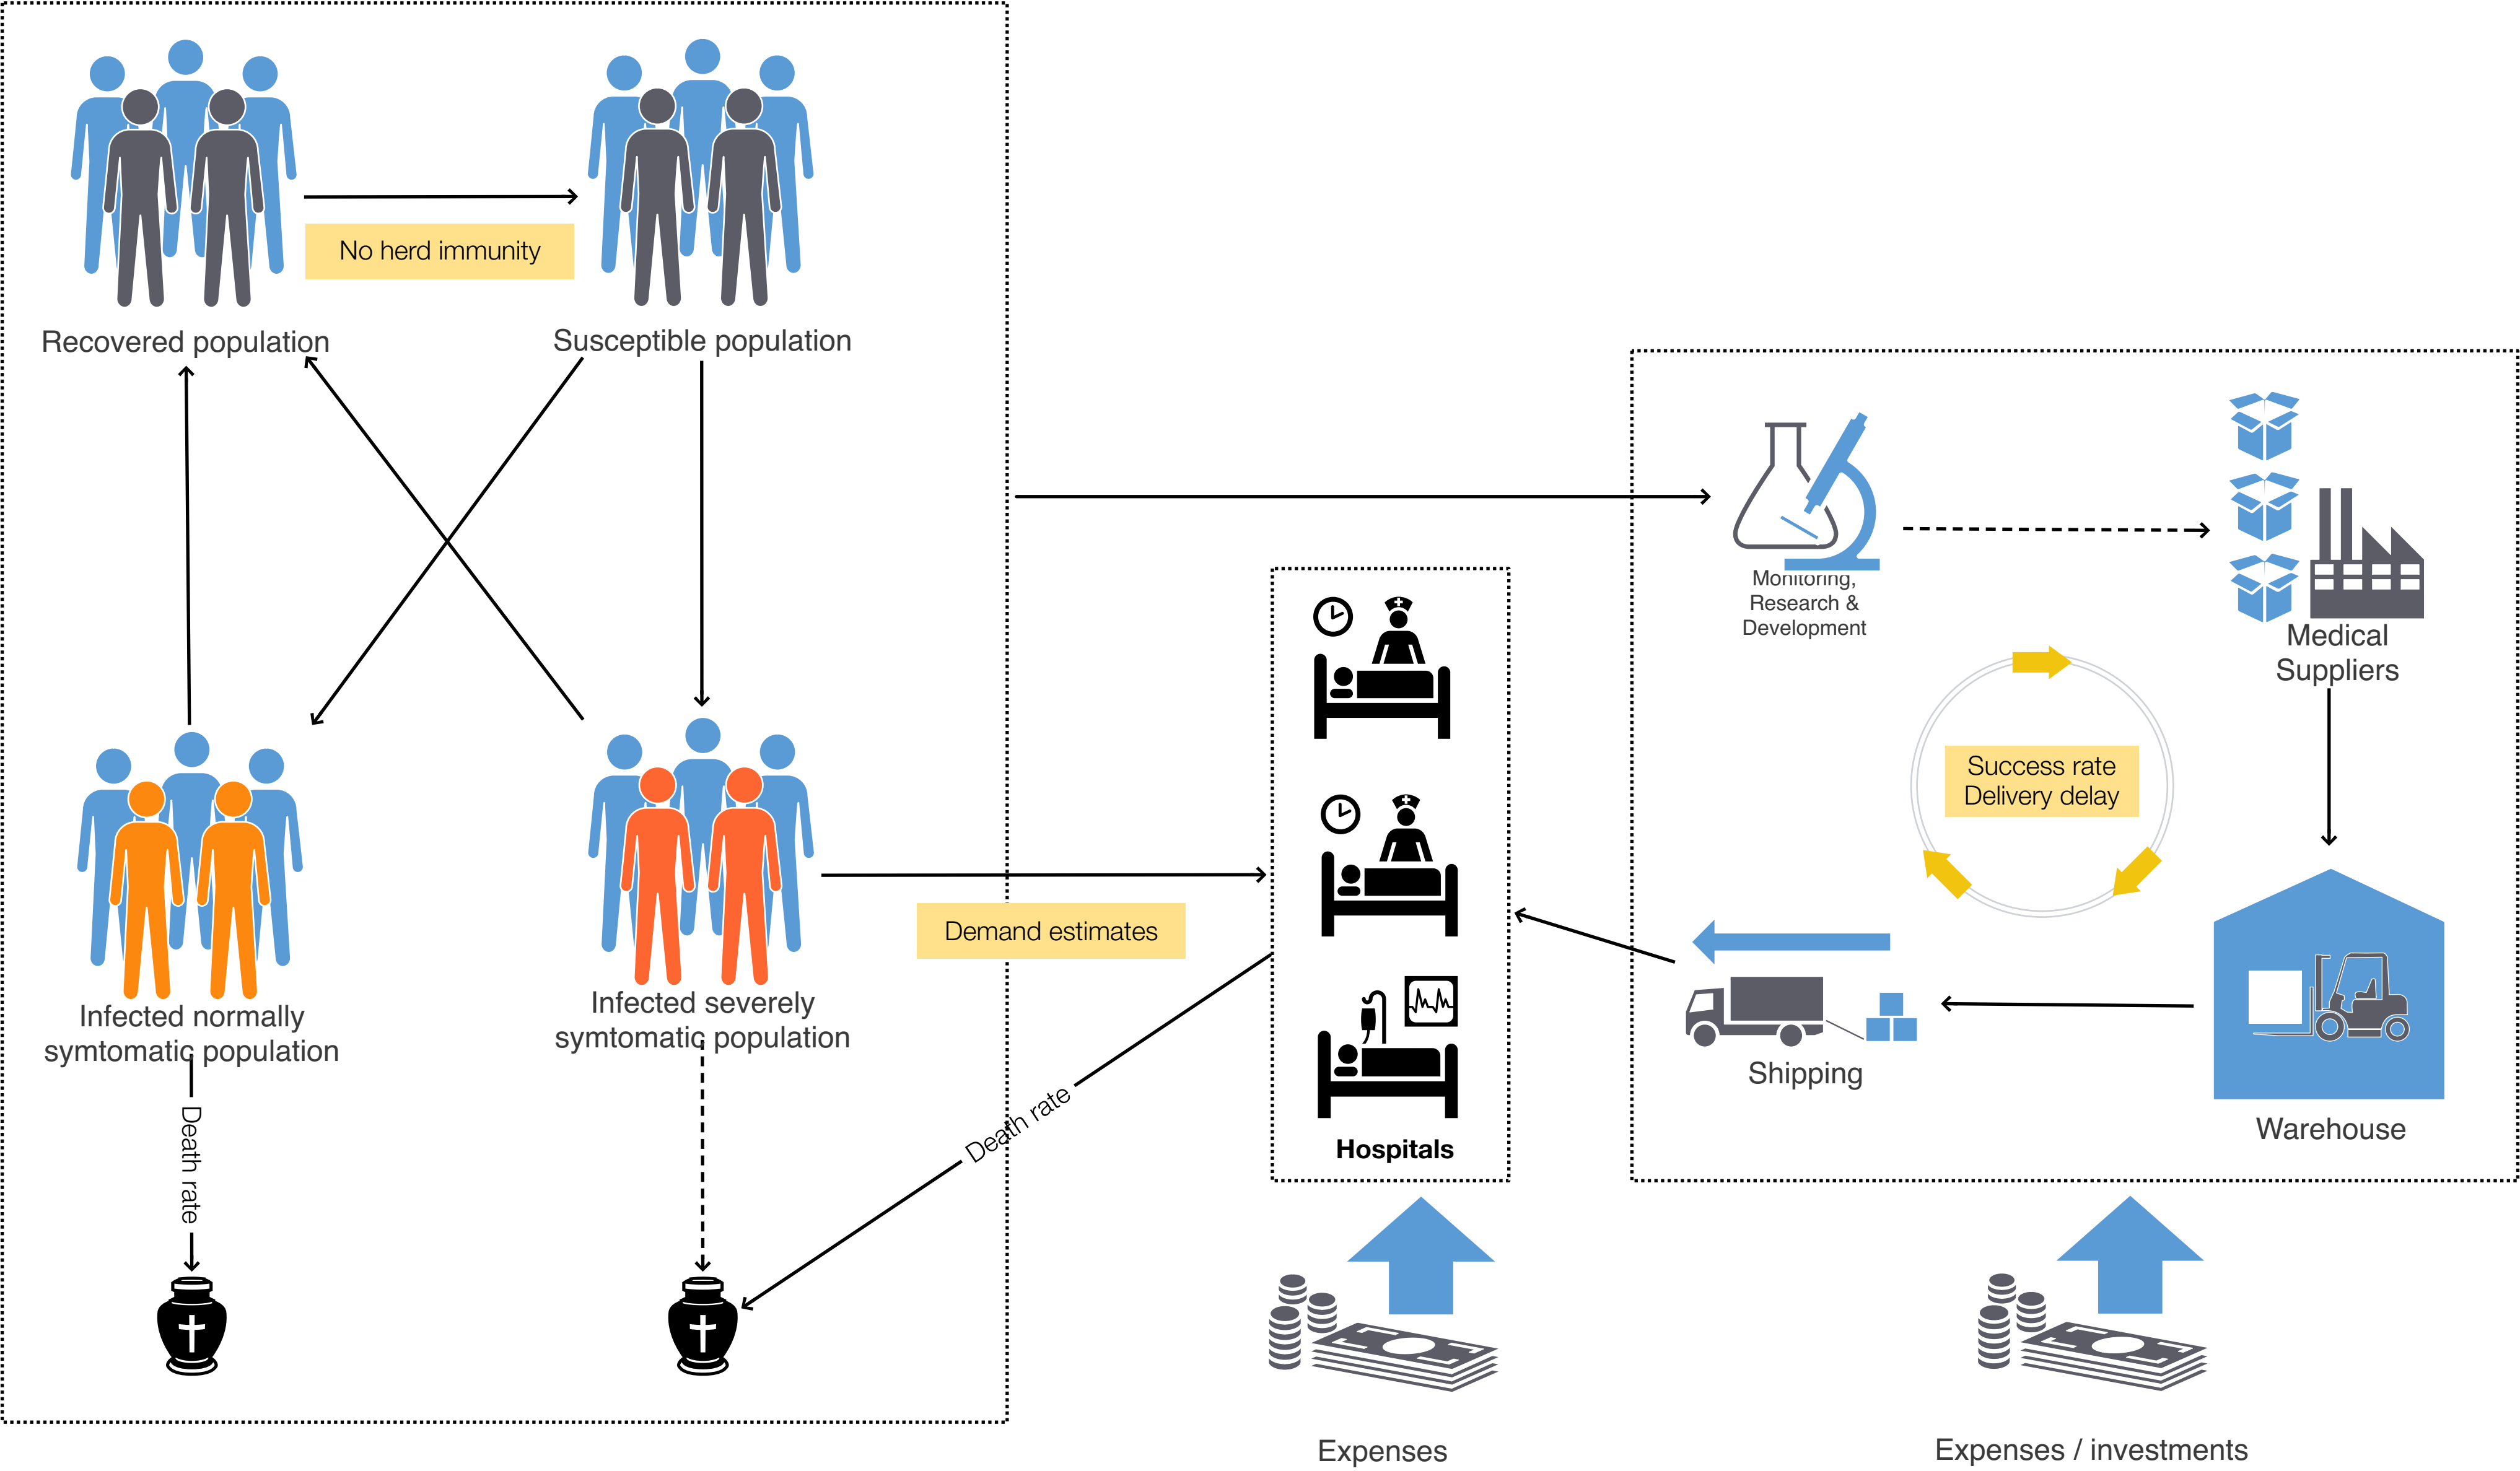 No herd immunity
Recovered population
Susceptible population
Monitoring,
Research &
Development
Medical
Suppliers
Success rate
Delivery delay
Demand estimates
Infected normally
symtomatic population
Infected severely
symtomatic population
Shipping
Warehouse
Death rate
Death rate
Hospitals
Expenses
Expenses / investments